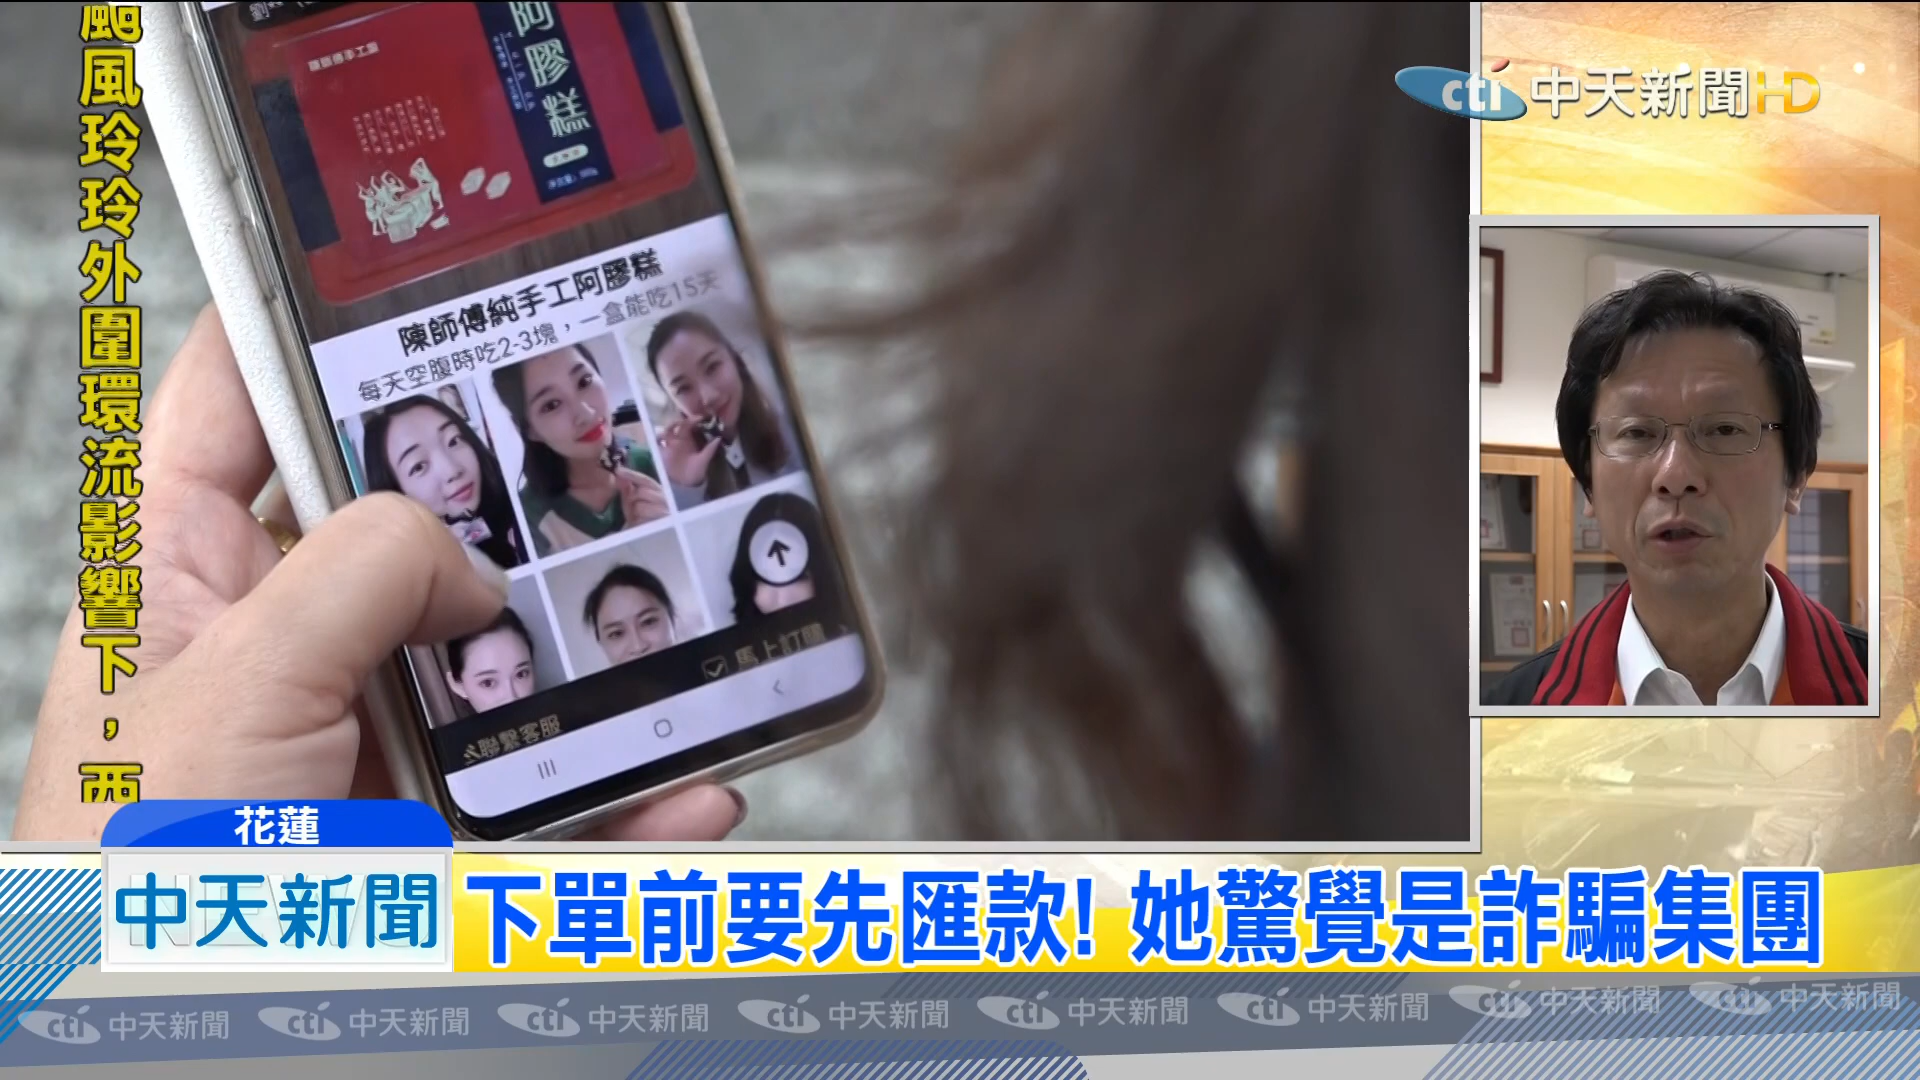 颱風玲玲外圍環流影響下，西
cti 中天新聞HD
阿膠糕
陳師傅純手工阿膠糕
每天空腹時吃2-3塊，一盒能吃15天
馬上訂購
聯繫客服
花蓮
中天新聞
下單前要先匯款! 她驚覺是詐騙集團
cti 中天新聞 cti 中天新聞 cti 中天新聞 cti 中天新聞 cti 中天新聞 cti 中天新聞 cti 中天新聞 cti 中天新聞